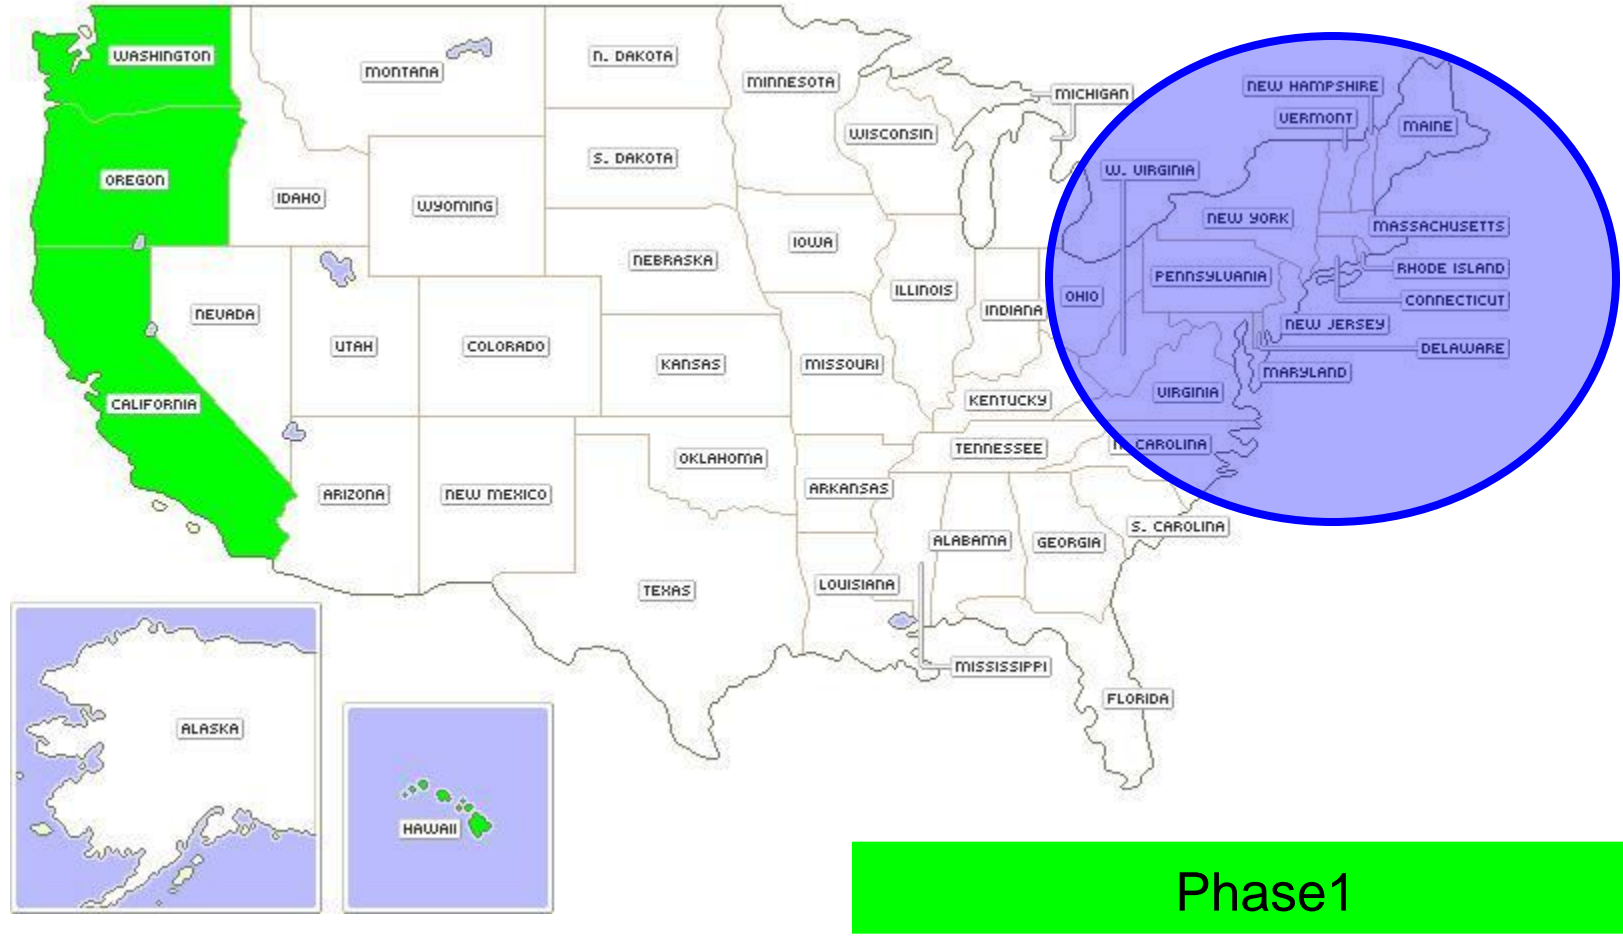 WASHINGTON
MONTANA
N. DAKOTA
MINNESOTA
MICHIGAN
NEW HAMPSHIRE
VERMONT
MAINE
WISCONSIN
OREGON
IDAHO
WYOMING
S. DAKOTA
W. VIRGINIA
NEW YORK
MASSACHUSETTS
IOWA
NEBRASKA
ILLINOIS
INDIANA
OHIO
PENNSYLVANIA
RHODE ISLAND
CONNECTICUT
NEVADA
UTAH
COLORADO
KANSAS
MISSOURI
NEW JERSEY
DELAWARE
MARYLAND
CALIFORNIA
KENTUCKY
VIRGINIA
TENNESSEE
N. CAROLINA
OKLAHOMA
ARIZONA
NEW MEXICO
ARKANSAS
S. CAROLINA
ALABAMA
GEORGIA
TEXAS
LOUISIANA
MISSISSIPPI
FLORIDA
ALASKA
HAWAII
Phase1